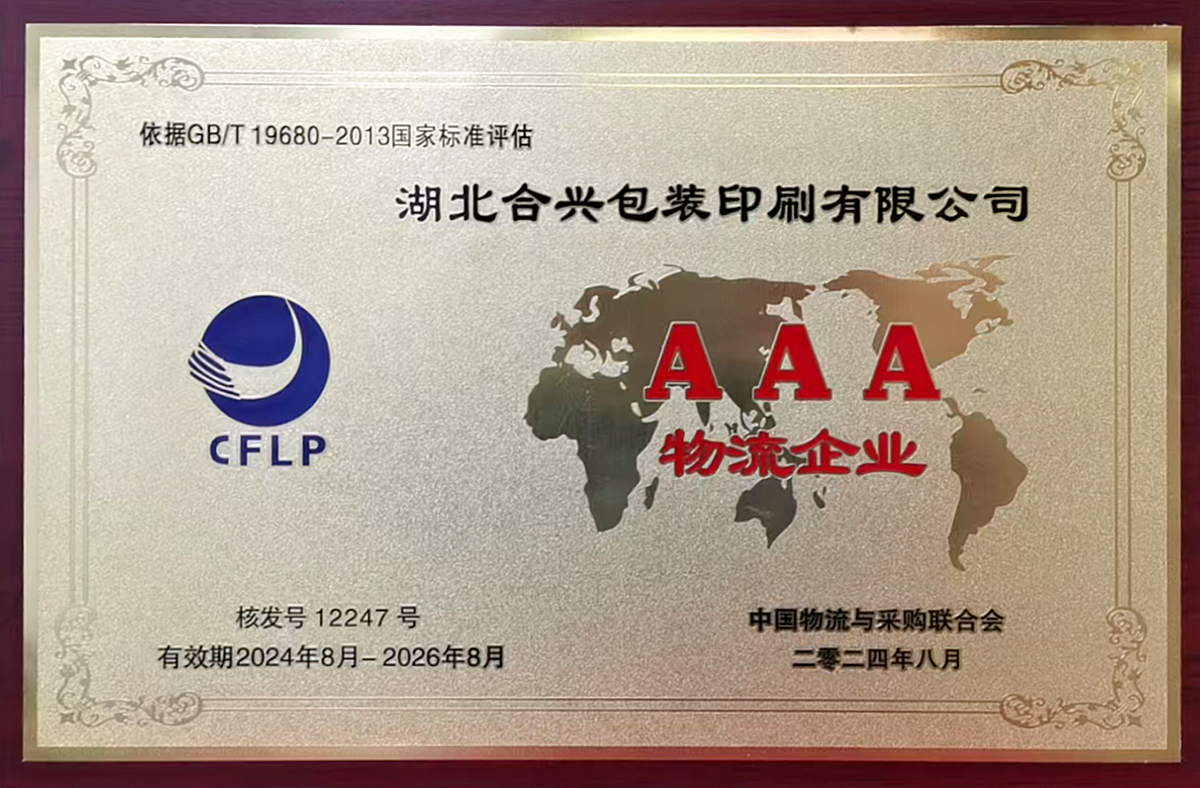 依据GB/T 19680-2013国家标准评估
湖北合兴包装印刷有限公司
CFLP
AAA
物流企业
核发号 12247 号
有效期2024年8月-2026年8月
中国物流与采购联合会
二零二四年八月